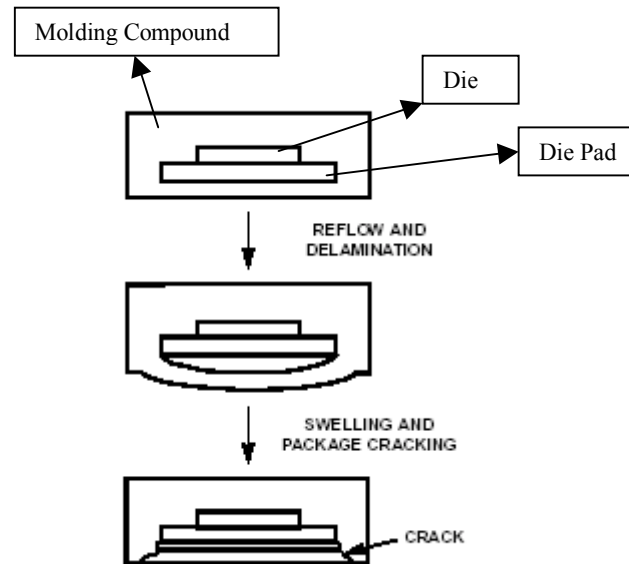 Molding Compound
Die
Die Pad
REFLOW AND
DELAMINATION
SWELLING AND
PACKAGE CRACKING
CRACK